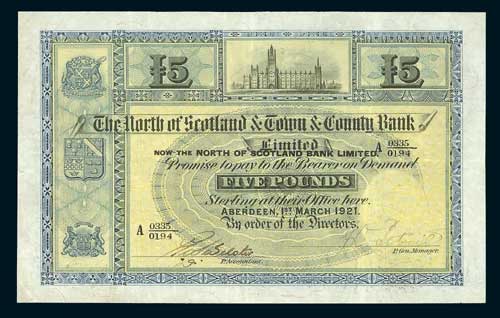 £5 £5
The North of Scotland & Town & County Bank
Limited
NOW THE NORTH OF SCOTLAND BANK LIMITED, A 0335/0194
Promise to pay to the Bearer on Demand
FIVE POUNDS
Sterling at their Office here.
ABERDEEN, 1ST MARCH 1921.
A 0335/0194 By order of the Directors.
P. Accountant. P. Gen. Manager.